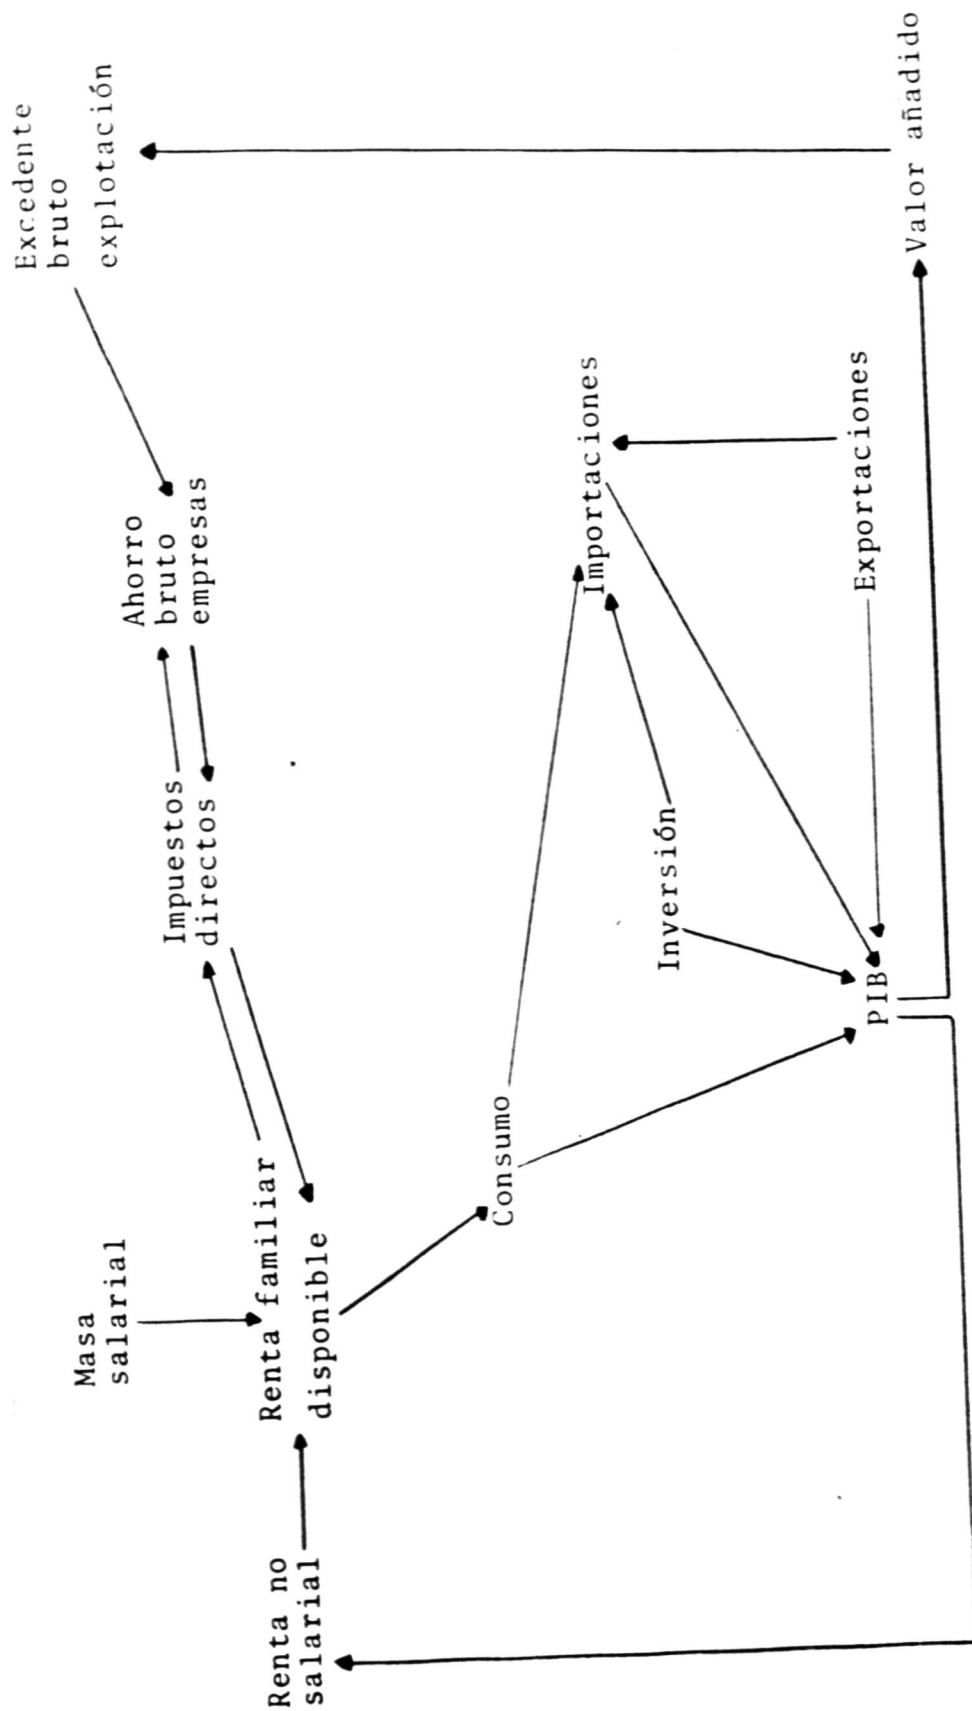 Masa
salarial
Renta no
salarial
Renta familiar
disponible
Impuestos
directos
Ahorro
bruto
empresas
Excedente
bruto
explotación
Consumo
Inversión
Importaciones
PIB
Exportaciones
Valor añadido